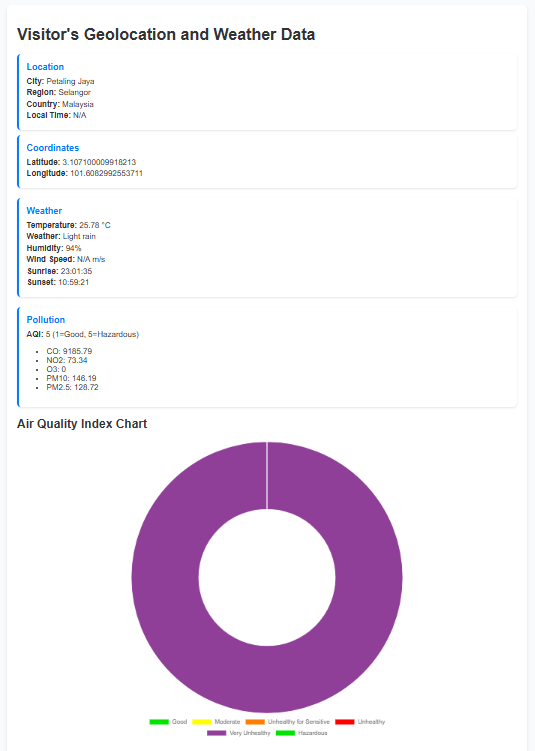 Visitor's Geolocation and Weather Data
Location
City: Petaling Jaya
Region: Selangor
Country: Malaysia
Local Time: N/A
Coordinates
Latitude: 3.107100009918213
Longitude: 101.6082992553711
Weather
Temperature: 25.78 °C
Weather: Light rain
Humidity: 94%
Wind Speed: N/A m/s
Sunrise: 23:01:35
Sunset: 10:59:21
Pollution
AQI: 5 (1=Good, 5=Hazardous)
• CO: 9185.79
• NO2: 73.34
• O3: 0
• PM10: 146.19
• PM2.5: 128.72
Air Quality Index Chart
Good Moderate Unhealthy for Sensitive Unhealthy
Very Unhealthy Hazardous